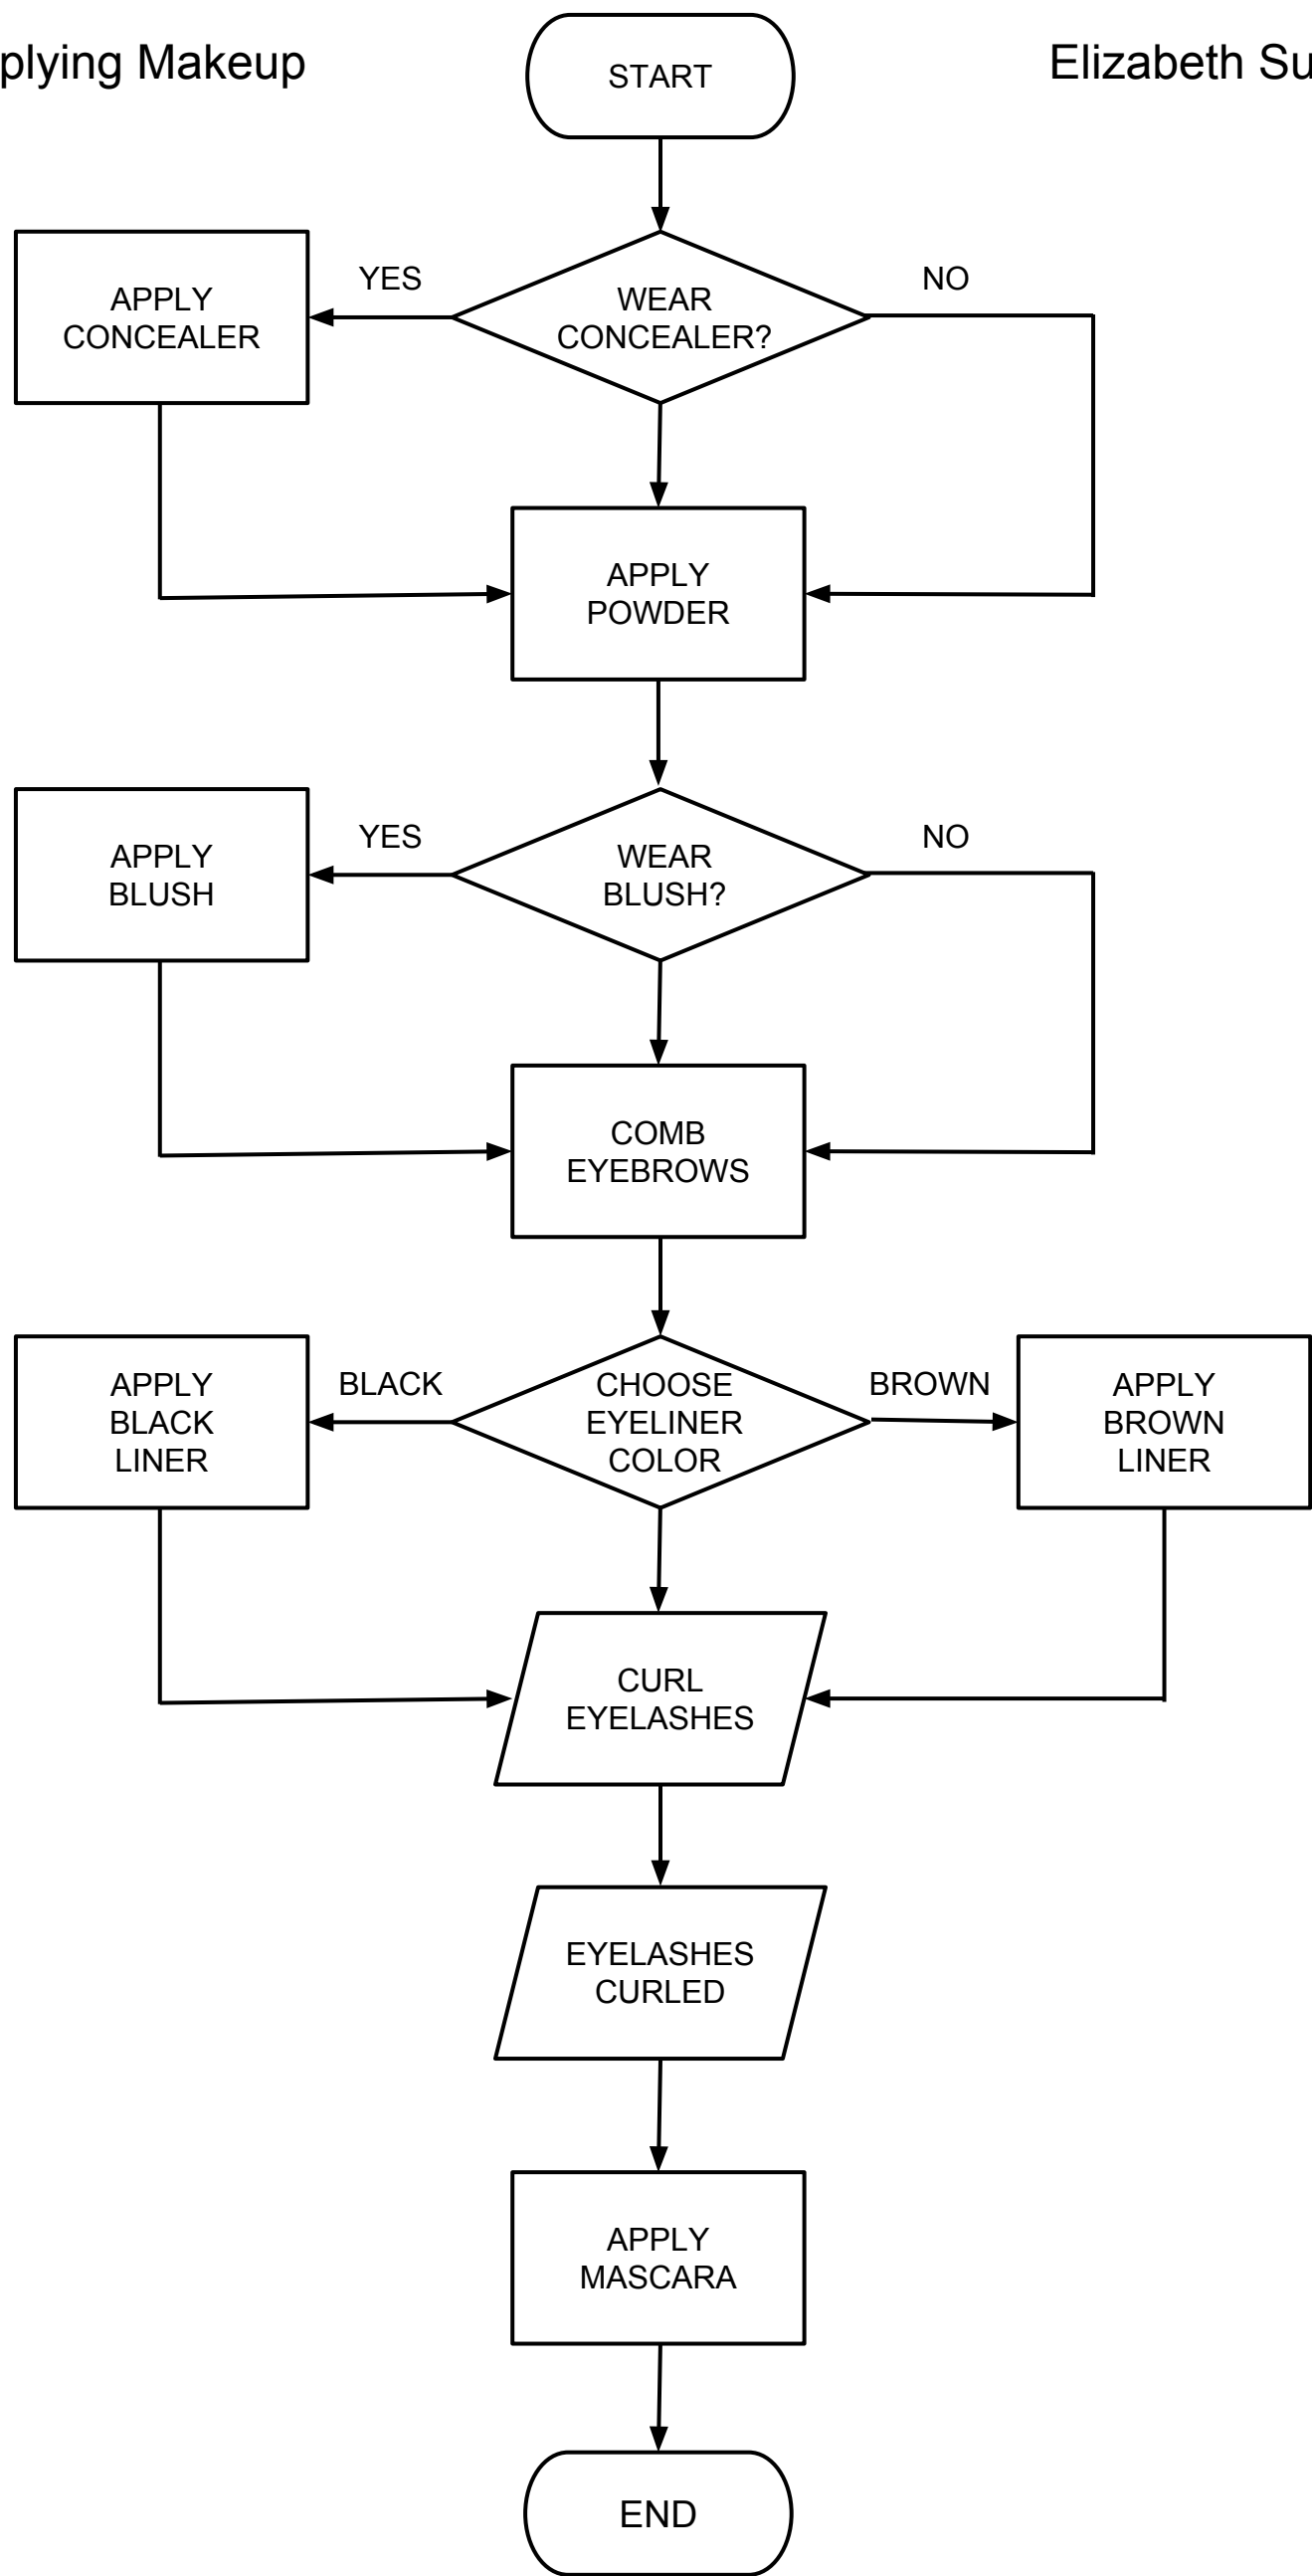 plying Makeup
Elizabeth Su
START
YES
WEAR
CONCEALER?
NO
APPLY
CONCEALER
APPLY
POWDER
YES
WEAR
BLUSH?
NO
APPLY
BLUSH
COMB
EYEBROWS
BLACK
CHOOSE
EYELINER
COLOR
BROWN
APPLY
BLACK
LINER
APPLY
BROWN
LINER
CURL
EYELASHES
EYELASHES
CURLED
APPLY
MASCARA
END